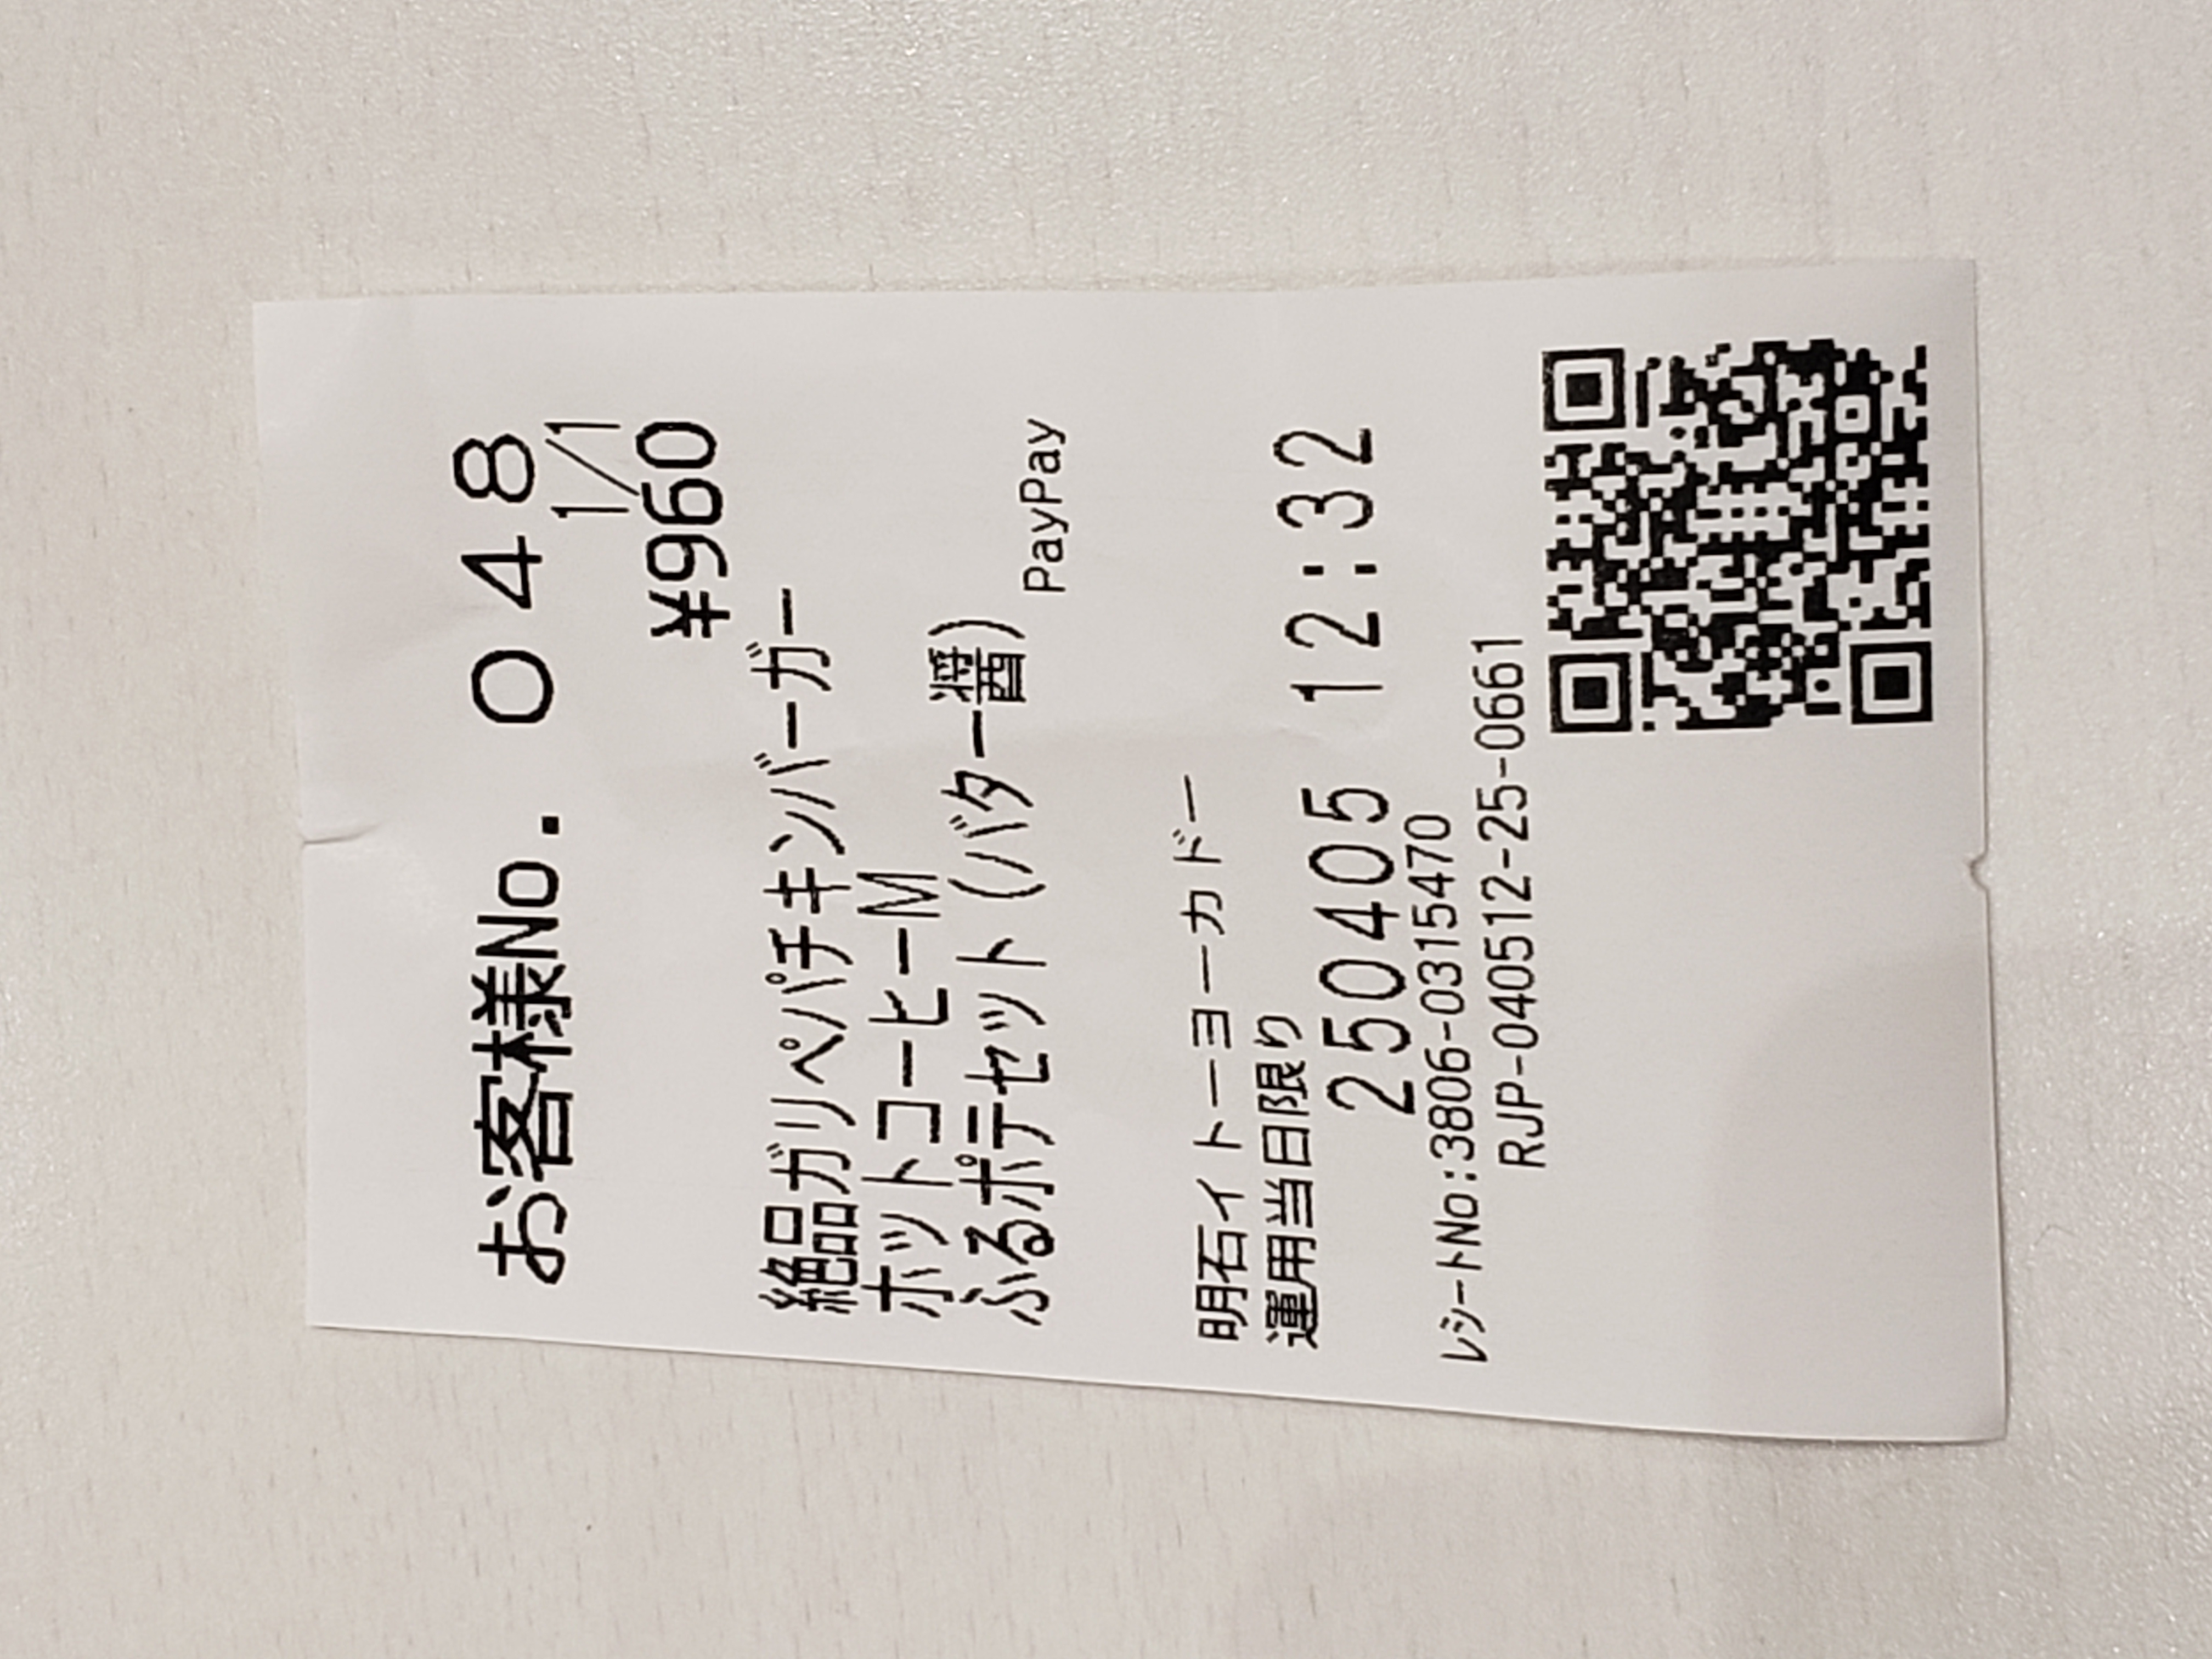 お客様No. 048
1/1
¥960
絶品ガリペパチキンバーガー
ホットコーヒーM
ふるポテセット(バター醤)
PayPay
明石イトーヨーカドー
運用当日限り
250405 12:32
レシートNo:3806-0315470
RJP-040512-25-0661